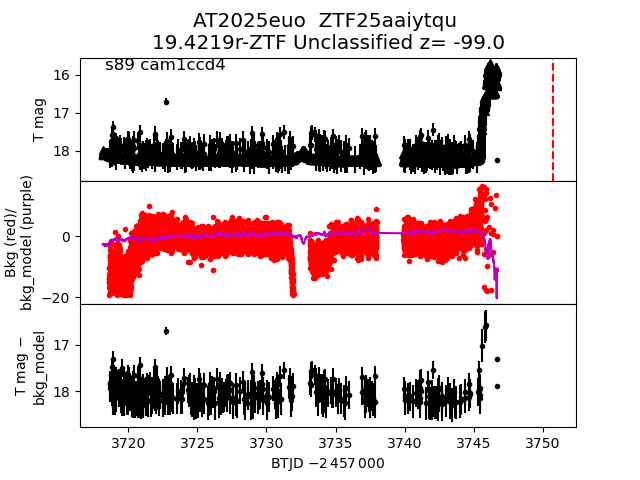 AT2025euo  ZTF25aaiytqu
19.4219r-ZTF Unclassified z= -99.0
s89 cam1ccd4
T mag
16
17
18
Bkg (red)/
bkg_model (purple)
0
−20
T mag −
bkg_model
17
18
3720 3725 3730 3735 3740 3745 3750
BTJD −2 457 000